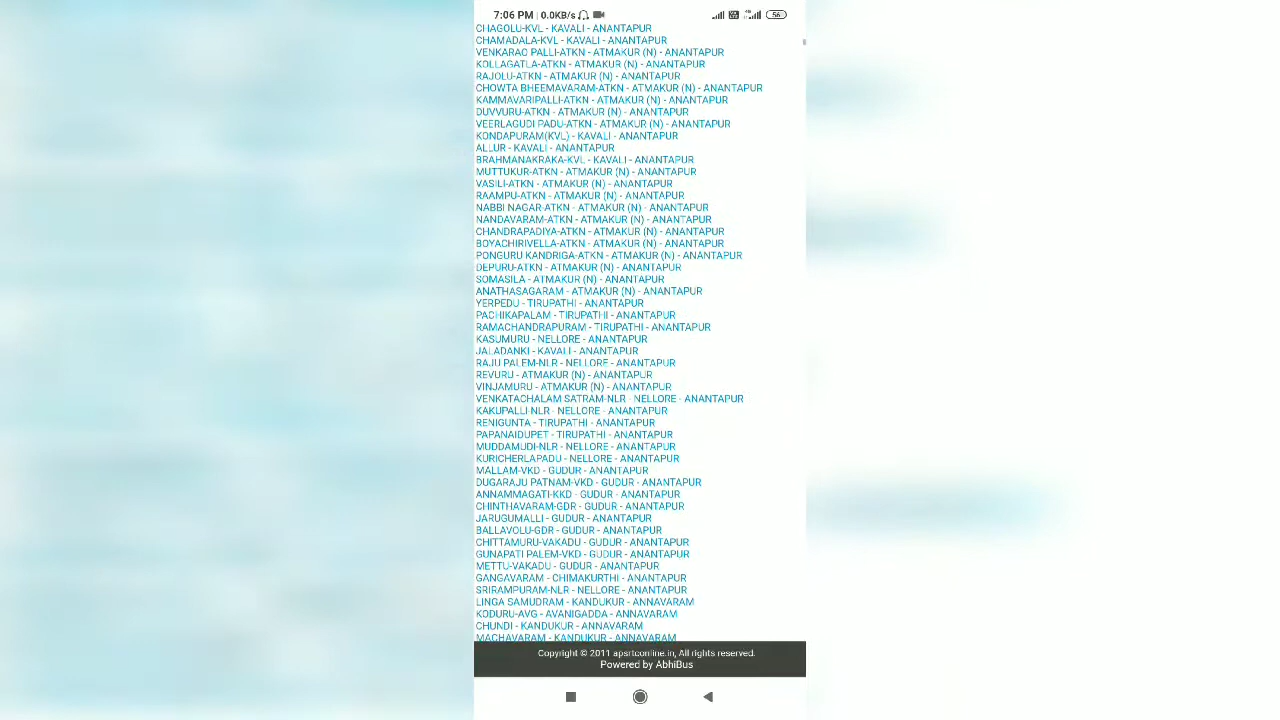 7:06 PM | 0.0KB/s 56
CHAGOLU-KVL - KAVALI - ANANTAPUR
CHAMADALA-KVL - KAVALI - ANANTAPUR
VENKARAO PALLI-ATKN - ATMAKUR (N) - ANANTAPUR
KOLLAGATLA-ATKN - ATMAKUR (N) - ANANTAPUR
RAJOLU-ATKN - ATMAKUR (N) - ANANTAPUR
CHOWTA BHEEMAVARAM-ATKN - ATMAKUR (N) - ANANTAPUR
KAMMAVARIPALLI-ATKN - ATMAKUR (N) - ANANTAPUR
DUVVURU-ATKN - ATMAKUR (N) - ANANTAPUR
VEERLAGUDI PADU-ATKN - ATMAKUR (N) - ANANTAPUR
KONDAPURAM(KVL) - KAVALI - ANANTAPUR
ALLUR - KAVALI - ANANTAPUR
BRAHMANAKRAKA-KVL - KAVALI - ANANTAPUR
MUTTUKUR-ATKN - ATMAKUR (N) - ANANTAPUR
VASILI-ATKN - ATMAKUR (N) - ANANTAPUR
RAAMPU-ATKN - ATMAKUR (N) - ANANTAPUR
NABBI NAGAR-ATKN - ATMAKUR (N) - ANANTAPUR
NANDAVARAM-ATKN - ATMAKUR (N) - ANANTAPUR
CHANDRAPADIYA-ATKN - ATMAKUR (N) - ANANTAPUR
BOYACHIRIVELLA-ATKN - ATMAKUR (N) - ANANTAPUR
PONGURU KANDRIGA-ATKN - ATMAKUR (N) - ANANTAPUR
DEPURU-ATKN - ATMAKUR (N) - ANANTAPUR
SOMASILA - ATMAKUR (N) - ANANTAPUR
ANATHASAGARAM - ATMAKUR (N) - ANANTAPUR
YERPEDU - TIRUPATHI - ANANTAPUR
PACHIKAPALAM - TIRUPATHI - ANANTAPUR
RAMACHANDRAPURAM - TIRUPATHI - ANANTAPUR
KASUMURU - NELLORE - ANANTAPUR
JALADANKI - KAVALI - ANANTAPUR
RAJU PALEM-NLR - NELLORE - ANANTAPUR
REVURU - ATMAKUR (N) - ANANTAPUR
VINJAMURU - ATMAKUR (N) - ANANTAPUR
VENKATACHALAM SATRAM-NLR - NELLORE - ANANTAPUR
KAKUPALLI-NLR - NELLORE - ANANTAPUR
RENIGUNTA - TIRUPATHI - ANANTAPUR
PAPANAIDUPET - TIRUPATHI - ANANTAPUR
MUDDAMUDI-NLR - NELLORE - ANANTAPUR
KURICHERLAPADU - NELLORE - ANANTAPUR
MALLAM-VKD - GUDUR - ANANTAPUR
DUGARAJU PATNAM-VKD - GUDUR - ANANTAPUR
ANNAMMAGATI-KKD - GUDUR - ANANTAPUR
CHINTHAVARAM-GDR - GUDUR - ANANTAPUR
JARUGUMALLI - GUDUR - ANANTAPUR
BALLAVOLU-GDR - GUDUR - ANANTAPUR
CHITTAMURU-VAKADU - GUDUR - ANANTAPUR
GUNAPATI PALEM-VKD - GUDUR - ANANTAPUR
METTU-VAKADU - GUDUR - ANANTAPUR
GANGAVARAM - CHIMAKURTHI - ANANTAPUR
SRIRAMPURAM-NLR - NELLORE - ANANTAPUR
LINGA SAMUDRAM - KANDUKUR - ANNAVARAM
KODURU-AVG - AVANIGADDA - ANNAVARAM
CHUNDI - KANDUKUR - ANNAVARAM
MACHAVARAM - KANDUKUR - ANNAVARAM
Copyright © 2011 apsrtconline.in, All rights reserved.
Powered by AbhiBus